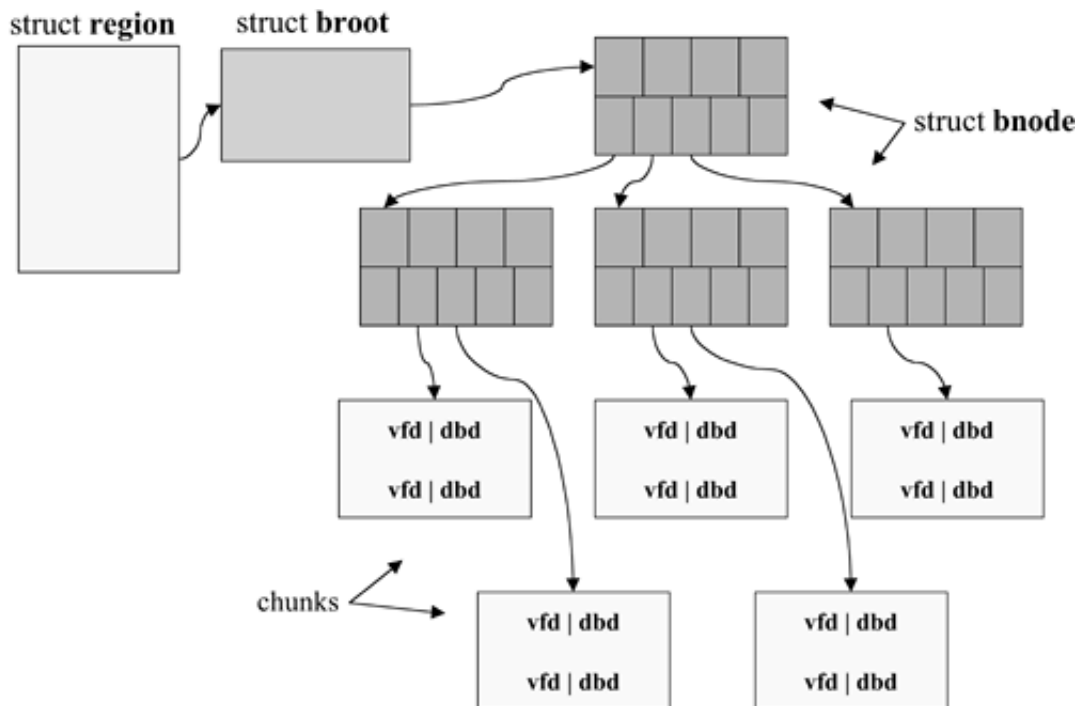 struct region
struct broot
struct bnode
vfd | dbd
vfd | dbd
vfd | dbd
vfd | dbd
vfd | dbd
vfd | dbd
chunks
vfd | dbd
vfd | dbd
vfd | dbd
vfd | dbd